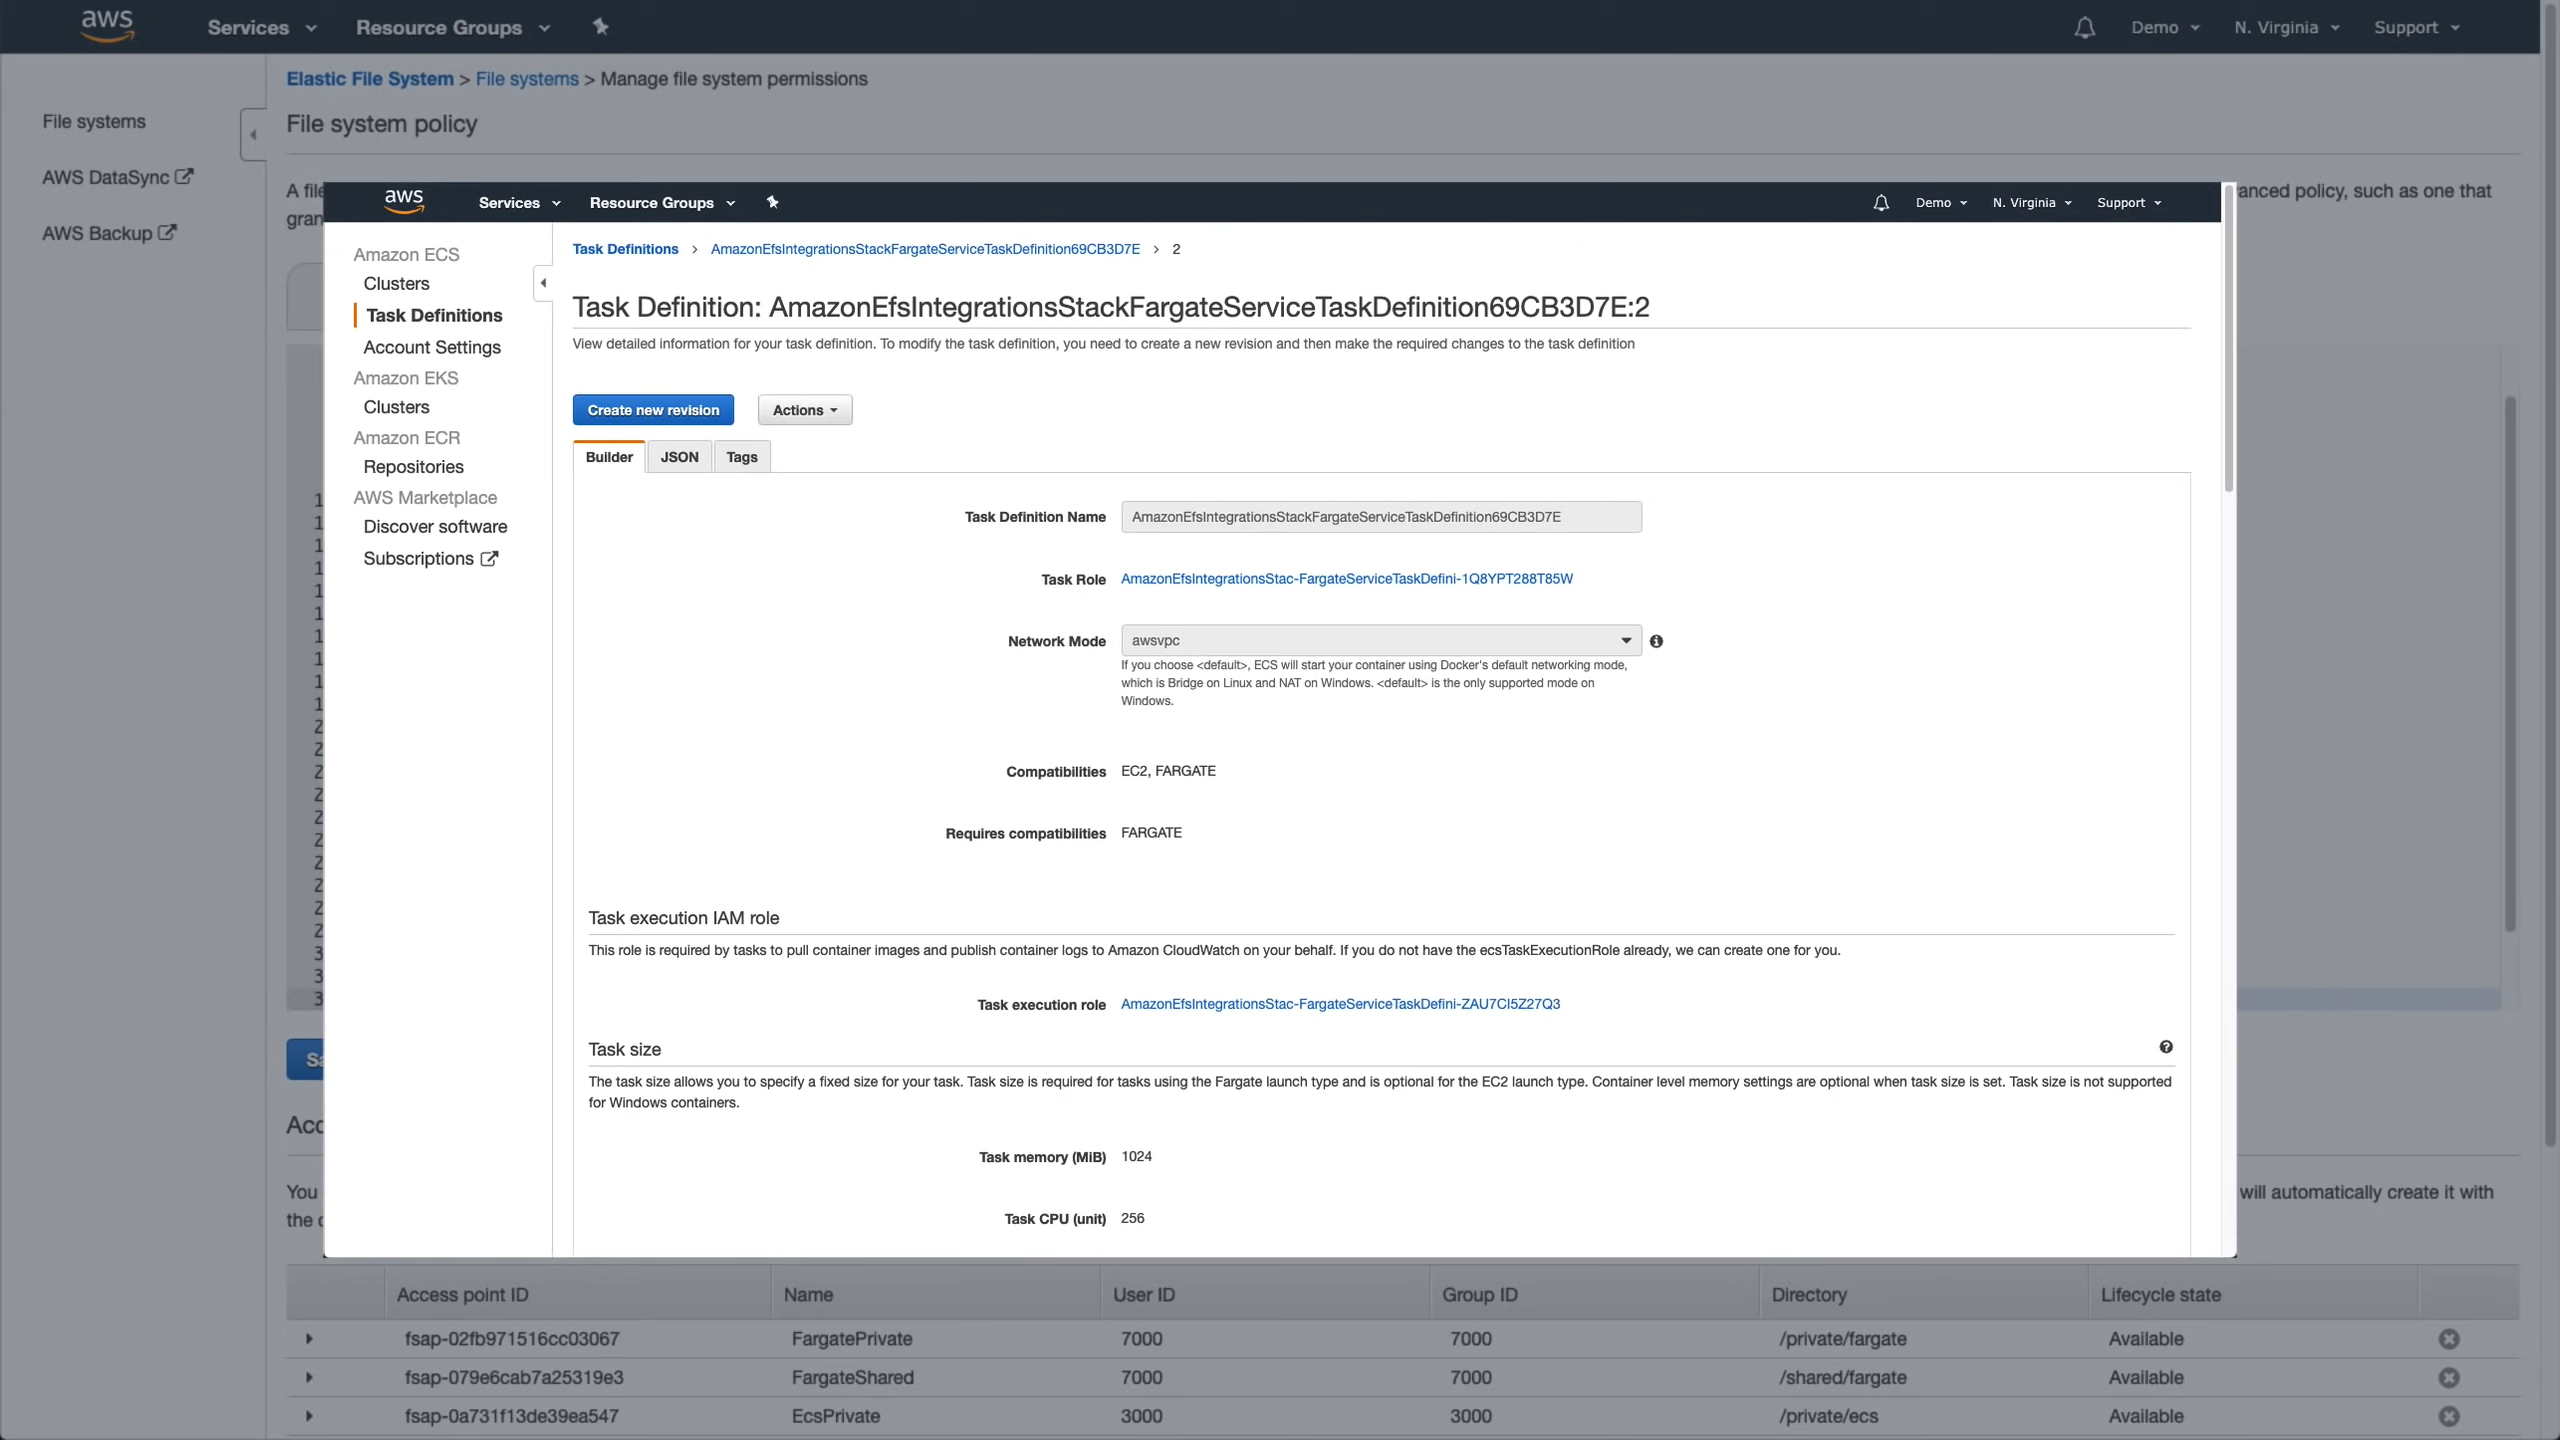 aws
Services
Resource Groups
Demo
N. Virginia
Support
Elastic File System > File systems > Manage file system permissions
File systems
AWS DataSync
AWS Backup
File system policy
A file
anced policy, such as one that
gran
aws
Services
Resource Groups
Demo
N. Virginia
Support
Amazon ECS
Clusters
Task Definitions
Account Settings
Amazon EKS
Clusters
Amazon ECR
Repositories
AWS Marketplace
Discover software
Subscriptions
Task Definitions > AmazonEfsIntegrationsStackFargateServiceTaskDefinition69CB3D7E > 2
Task Definition: AmazonEfsIntegrationsStackFargateServiceTaskDefinition69CB3D7E:2
View detailed information for your task definition. To modify the task definition, you need to create a new revision and then make the required changes to the task definition
Create new revision
Actions
Builder
JSON
Tags
Task Definition Name AmazonEfsIntegrationsStackFargateServiceTaskDefinition69CB3D7E
Task Role AmazonEfsIntegrationsStac-FargateServiceTaskDefini-1Q8YPT288T85W
Network Mode awsvpc
If you choose <default>, ECS will start your container using Docker's default networking mode,
which is Bridge on Linux and NAT on Windows. <default> is the only supported mode on
Windows.
Compatibilities EC2, FARGATE
Requires compatibilities FARGATE
Task execution IAM role
This role is required by tasks to pull container images and publish container logs to Amazon CloudWatch on your behalf. If you do not have the ecsTaskExecutionRole already, we can create one for you.
Task execution role AmazonEfsIntegrationsStac-FargateServiceTaskDefini-ZAU7CI5Z27Q3
Task size
The task size allows you to specify a fixed size for your task. Task size is required for tasks using the Fargate launch type and is optional for the EC2 launch type. Container level memory settings are optional when task size is set. Task size is not supported
for Windows containers.
Task memory (MiB) 1024
Task CPU (unit) 256
Sa
Acc
You
will automatically create it with
the c
Access point ID Name User ID Group ID Directory Lifecycle state
fsap-02fb971516cc03067 FargatePrivate 7000 7000 /private/fargate Available
fsap-079e6cab7a25319e3 FargateShared 7000 7000 /shared/fargate Available
fsap-0a731f13de39ea547 EcsPrivate 3000 3000 /private/ecs Available